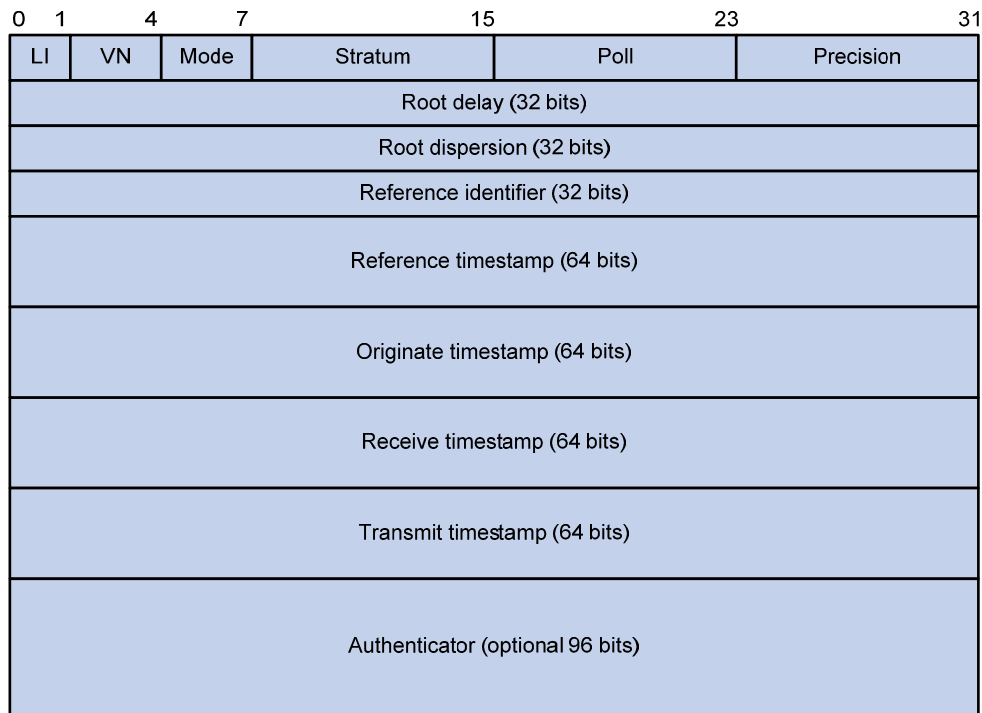 0 1 4 7 15 23 31
LI VN Mode Stratum Poll Precision
Root delay (32 bits)
Root dispersion (32 bits)
Reference identifier (32 bits)
Reference timestamp (64 bits)
Originate timestamp (64 bits)
Receive timestamp (64 bits)
Transmit timestamp (64 bits)
Authenticator (optional 96 bits)